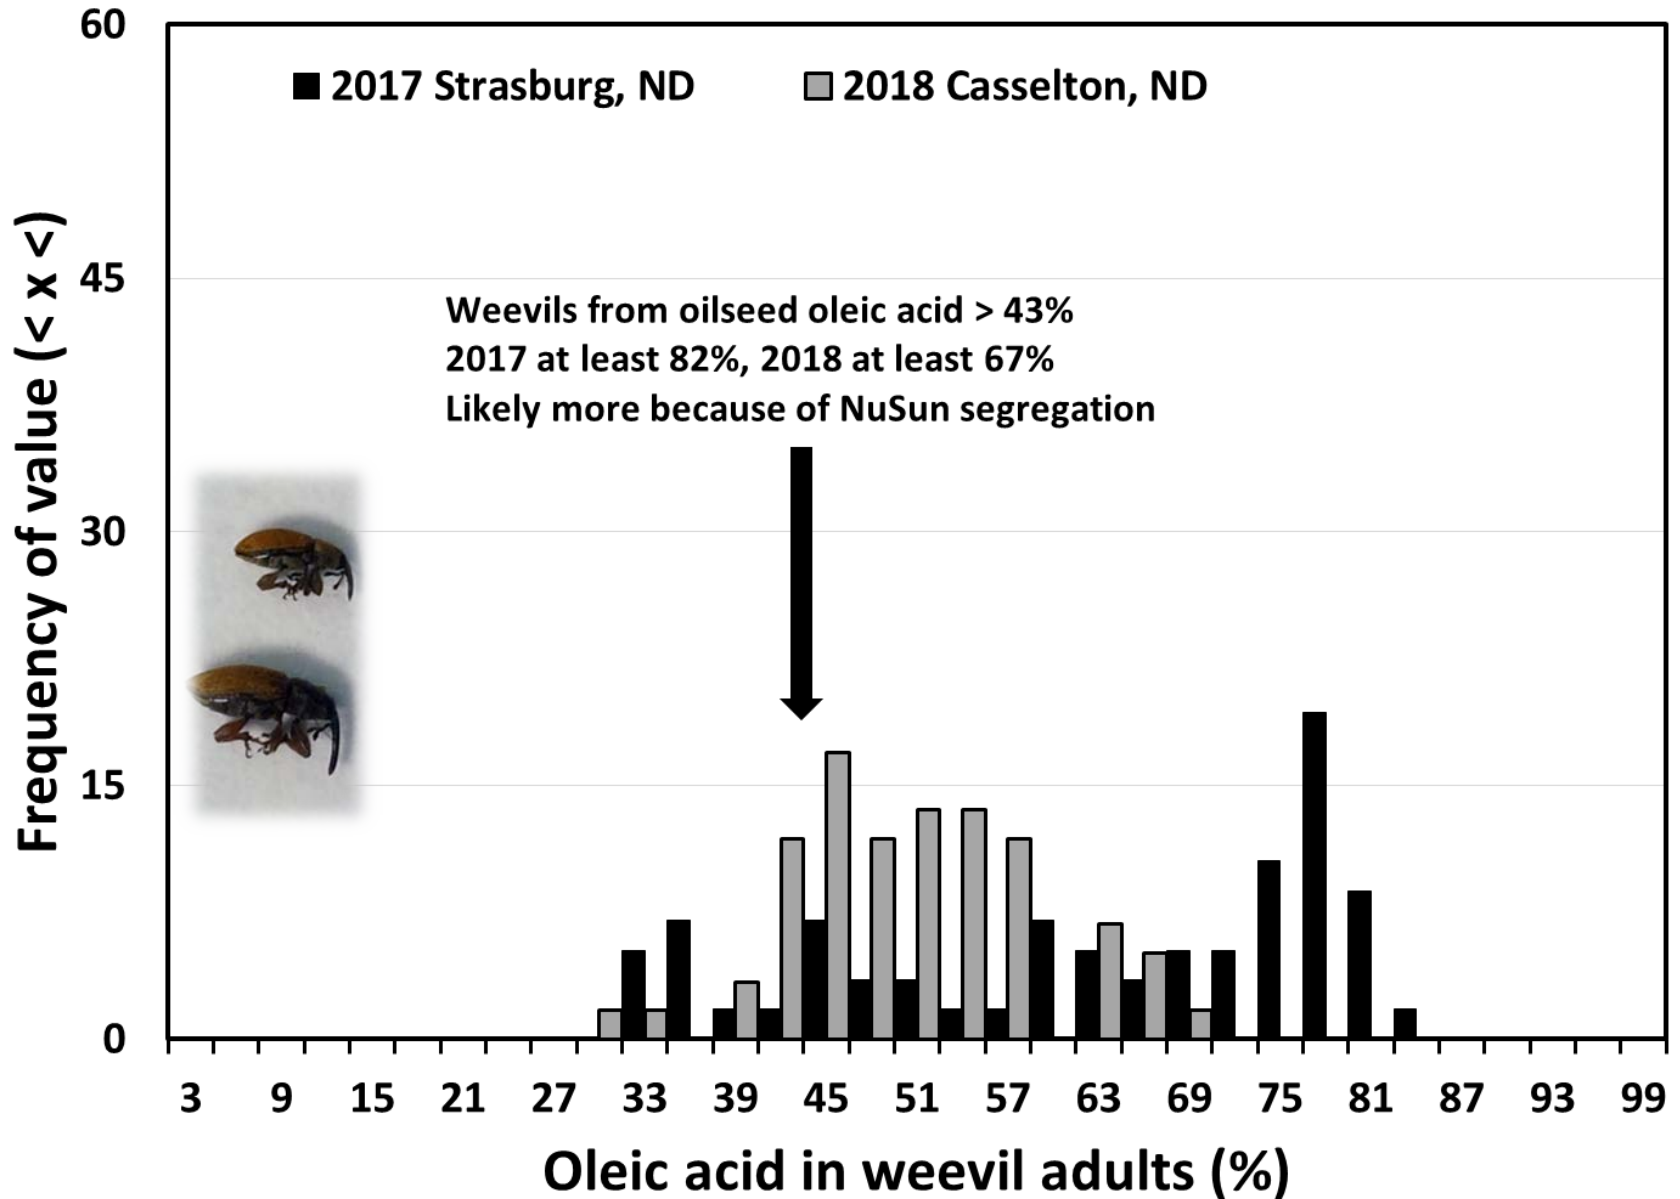 60
2017 Strasburg, ND 2018 Casselton, ND
Frequency of value (< x <)
45
Weevils from oilseed oleic acid > 43%
2017 at least 82%, 2018 at least 67%
Likely more because of NuSun segregation
30
15
0
3 9 15 21 27 33 39 45 51 57 63 69 75 81 87 93 99
Oleic acid in weevil adults (%)